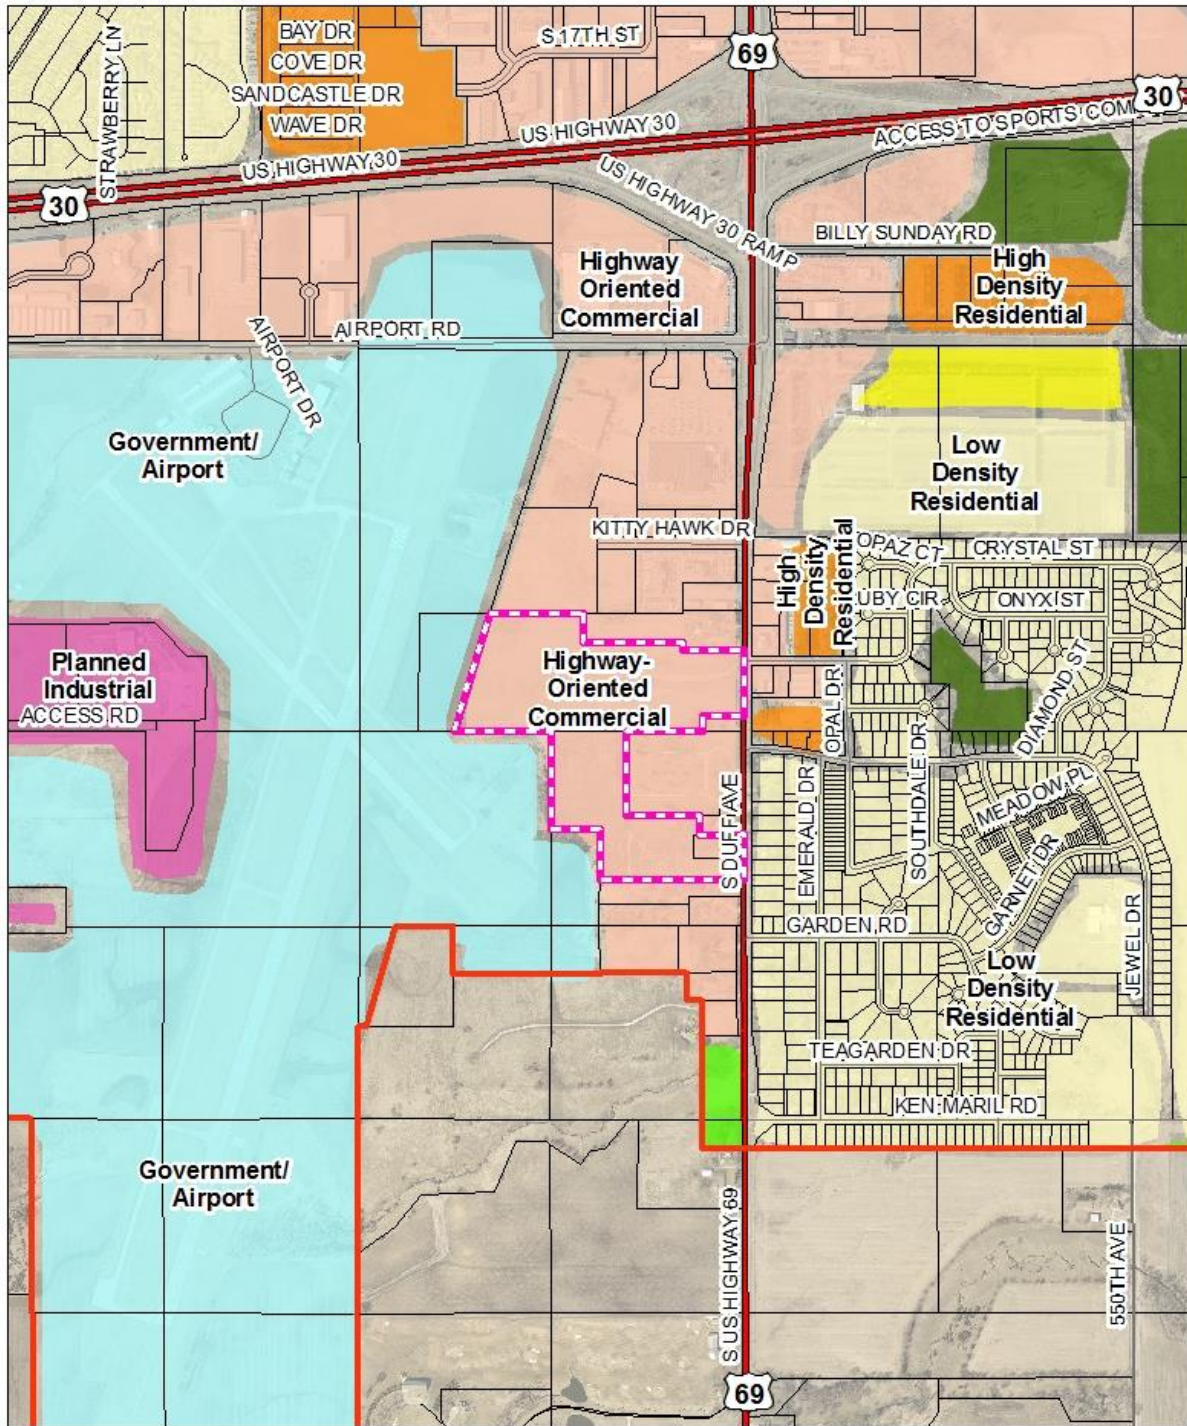 STRAWBERRY LN
BAY DR
COVE DR
SANDCASTLE DR
WAVE DR
S 17TH ST
69
30
US HIGHWAY 30
US HIGHWAY 30
ACCESS TO SPORTS COM
30
US HIGHWAY 30 RAMP
BILLY SUNDAY RD
Highway
Oriented
Commercial
High
Density
Residential
AIRPORT RD
AIRPORT DR
Government/
Airport
Low
Density
Residential
KITTY HAWK DR
High
Density
Residential
OPAZ CT
CRYSTAL ST
UBY CIR
ONYX ST
Planned
Industrial
ACCESS RD
Highway-
Oriented
Commercial
OPAL DR
DIAMOND ST
SOUTHDALE DR
MEADOW PL
S DUFF AVE
EMERALD DR
GARNET DR
GARDEN RD
JEWEL DR
Low
Density
Residential
TEAGARDEN DR
KEN MARIL RD
Government/
Airport
S US HIGHWAY 69
550TH AVE
69